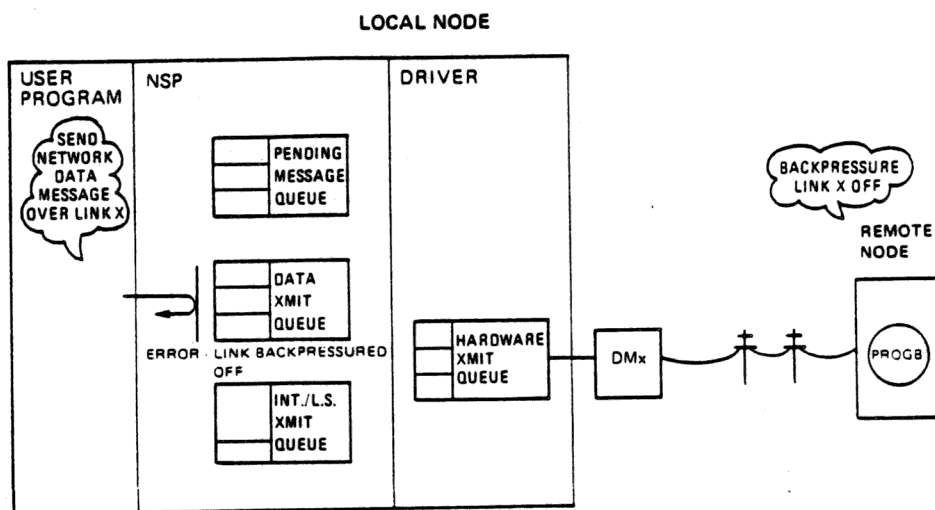 LOCAL NODE
USER
PROGRAM
NSP
DRIVER
SEND
NETWORK
DATA
MESSAGE
OVER LINK X
PENDING
MESSAGE
QUEUE
BACKPRESSURE
LINK X OFF
REMOTE
NODE
DATA
XMIT
QUEUE
ERROR - LINK BACKPRESSURED
OFF
HARDWARE
XMIT
QUEUE
DMx
PROGB
INT./L.S.
XMIT
QUEUE